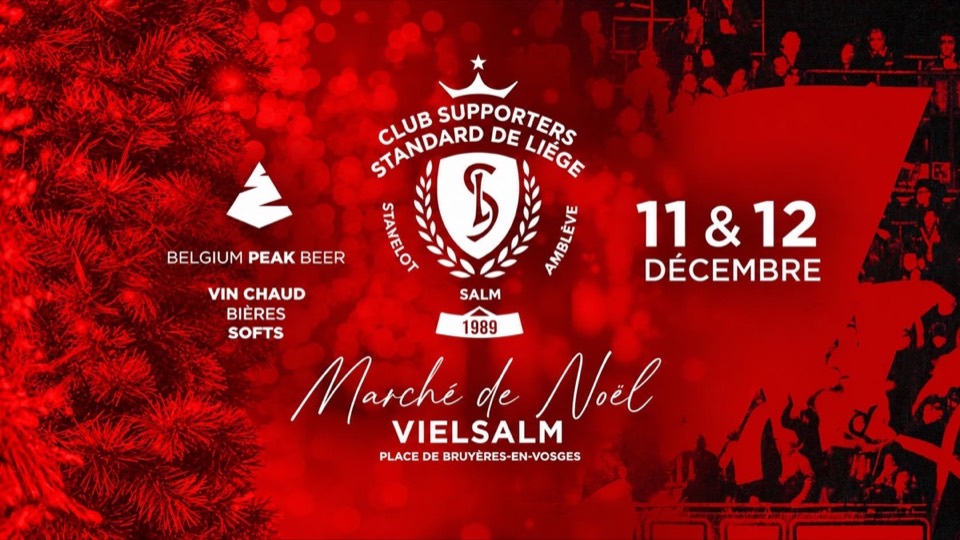 CLUB SUPPORTERS
STANDARD DE LIÉGE
SL
STAVELOT
AMBLÈVE
SALM
1989
BELGIUM PEAK BEER
VIN CHAUD
BIÈRES
SOFTS
11 & 12
DÉCEMBRE
Marché de Noël
VIELSALM
PLACE DE BRUYÈRES-EN-VOSGES